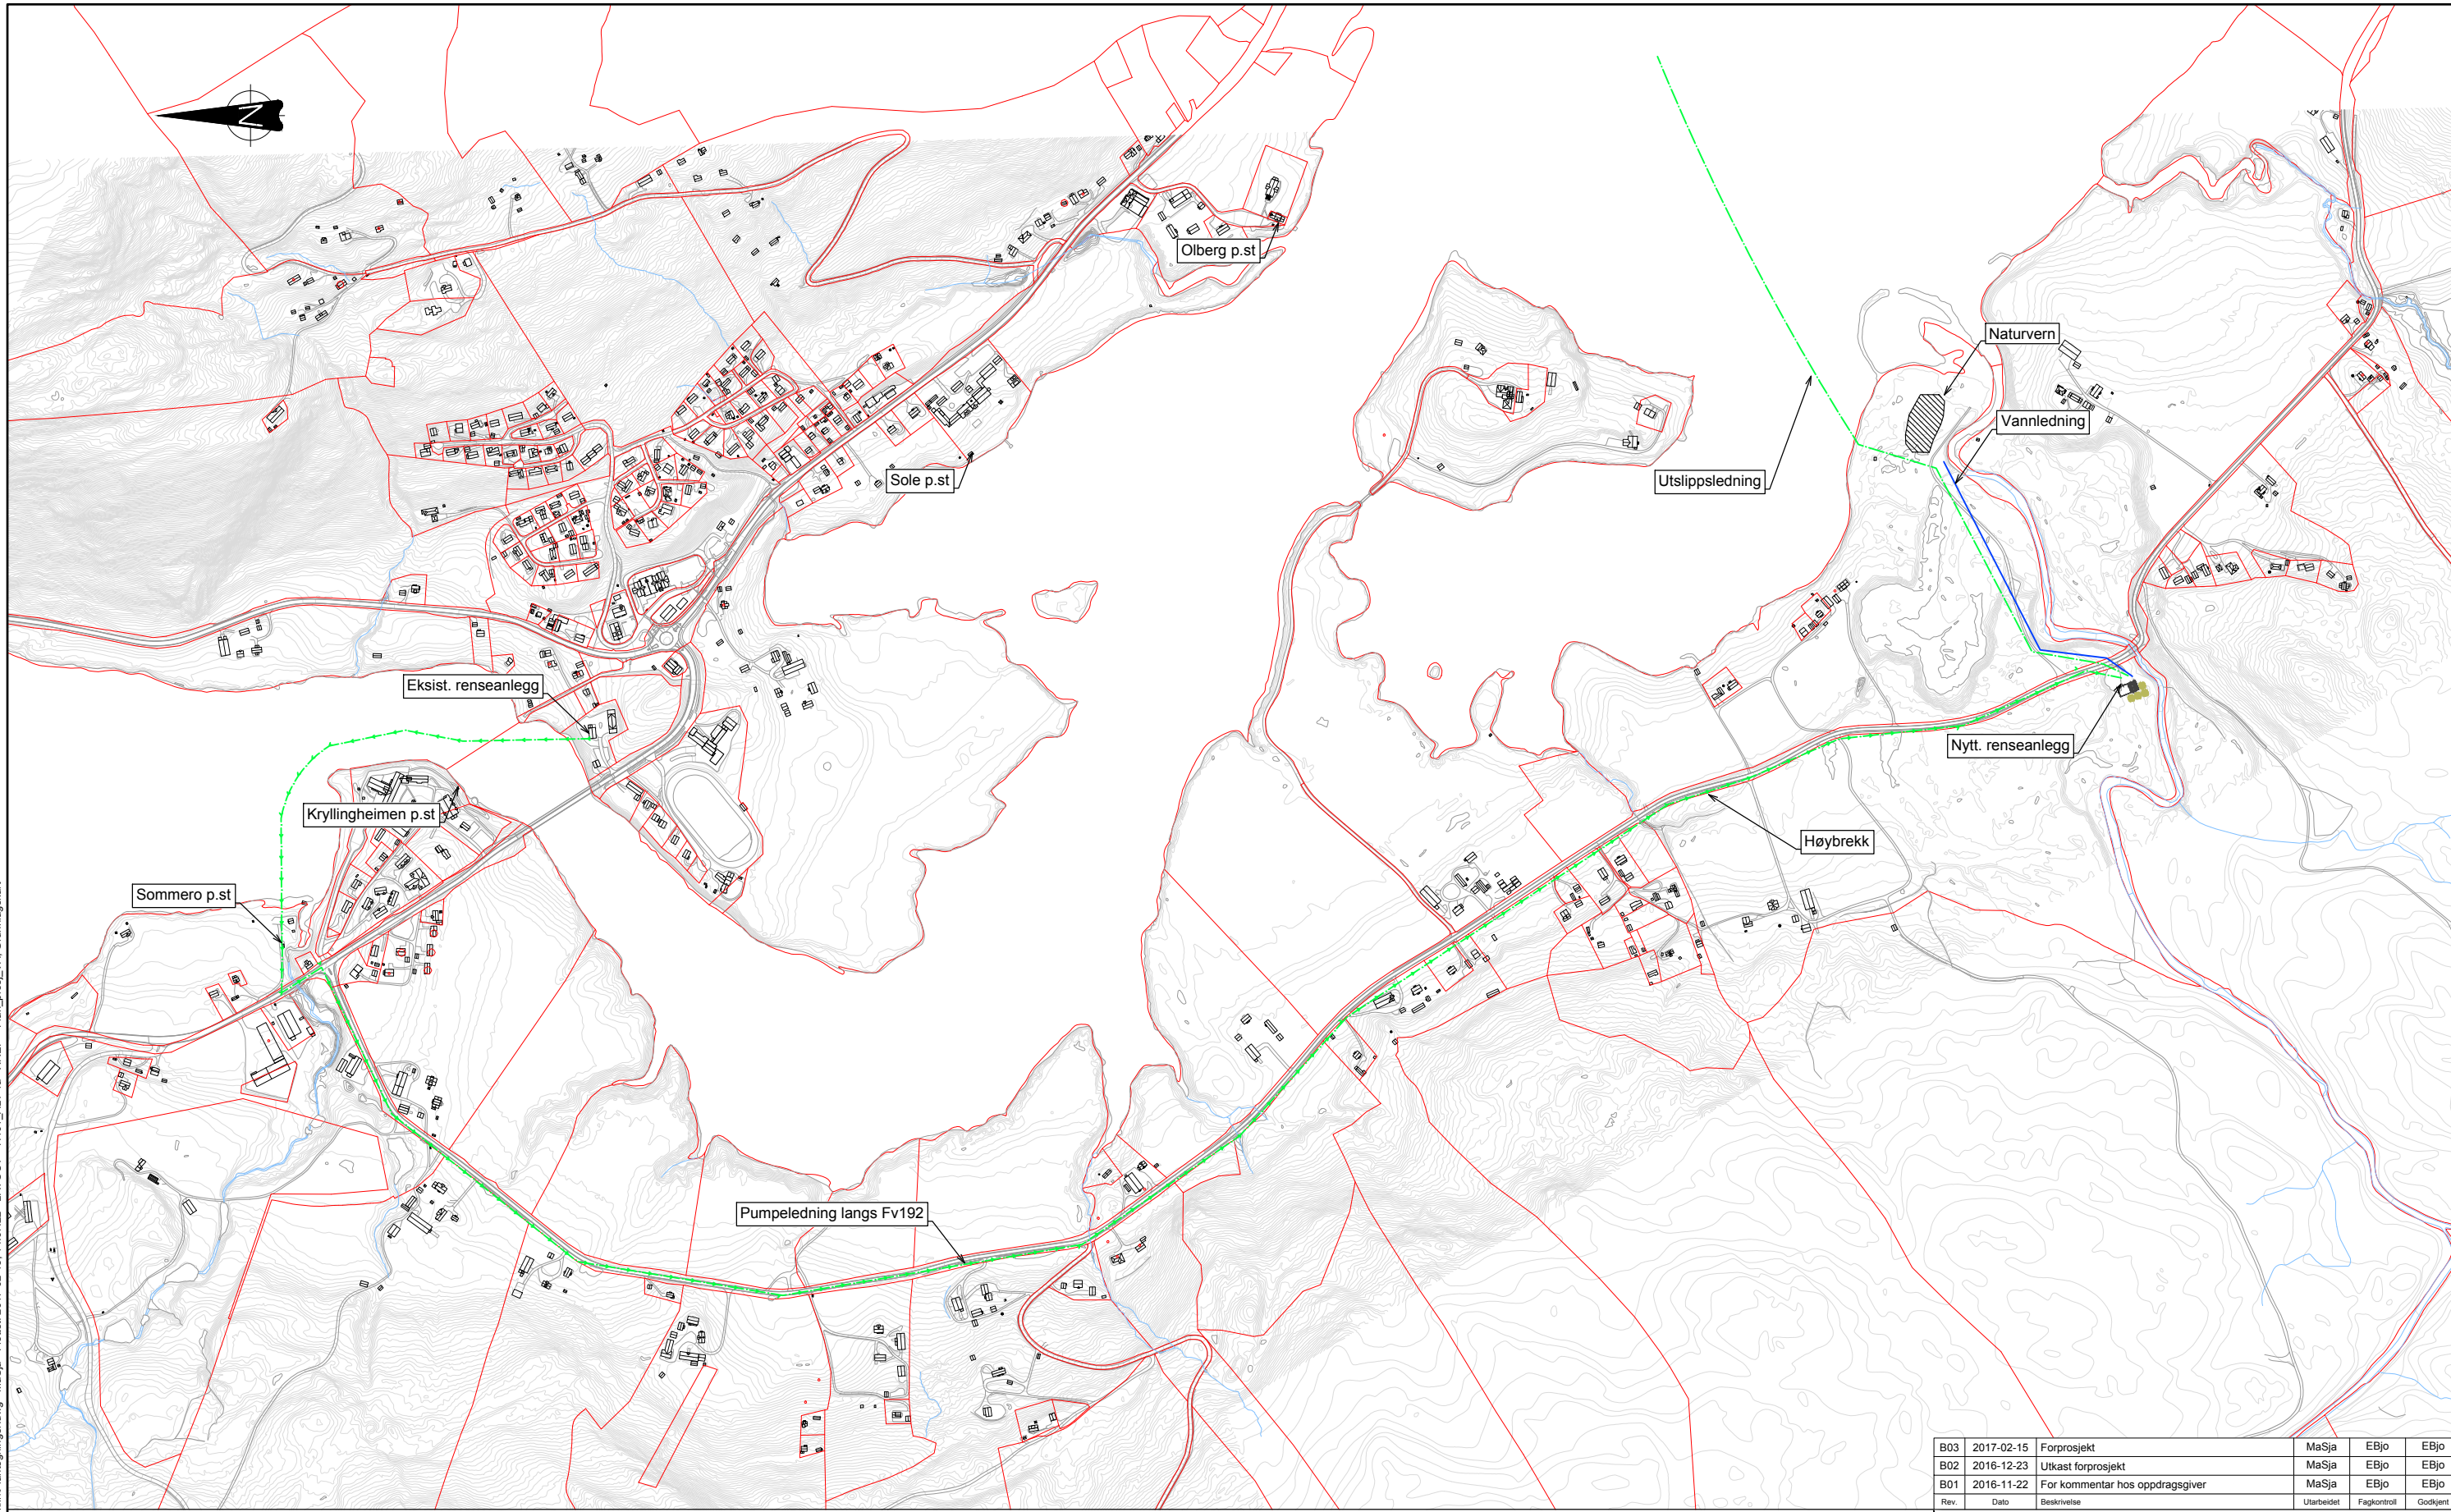 N
Olberg p.st
Naturvern
Vannledning
Sole p.st
Utslippsledning
Eksist. renseanlegg
Nytt. renseanlegg
Kryllingheimen p.st
Høybrekk
Sommero p.st
Pumpeledning langs Fv192
B03 2017-02-15 Forprosjekt MaSja EBjo EBjo
B02 2016-12-23 Utkast forprosjekt MaSja EBjo EBjo
B01 2016-11-22 For kommentar hos oppdragsgiver MaSja EBjo EBjo
Rev. Dato Beskrivelse Utarbeidet Fagkontroll Godkjent